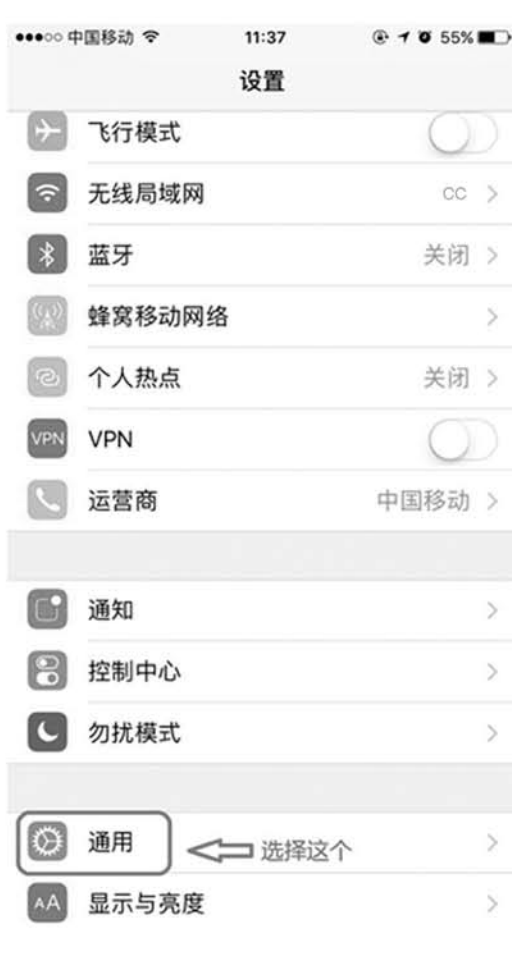 中国移动 11:37 55%
设置
飞行模式
无线局域网 CC
蓝牙 关闭
蜂窝移动网络
个人热点 关闭
VPN VPN
运营商 中国移动
通知
控制中心
勿扰模式
通用 选择这个
AA 显示与亮度